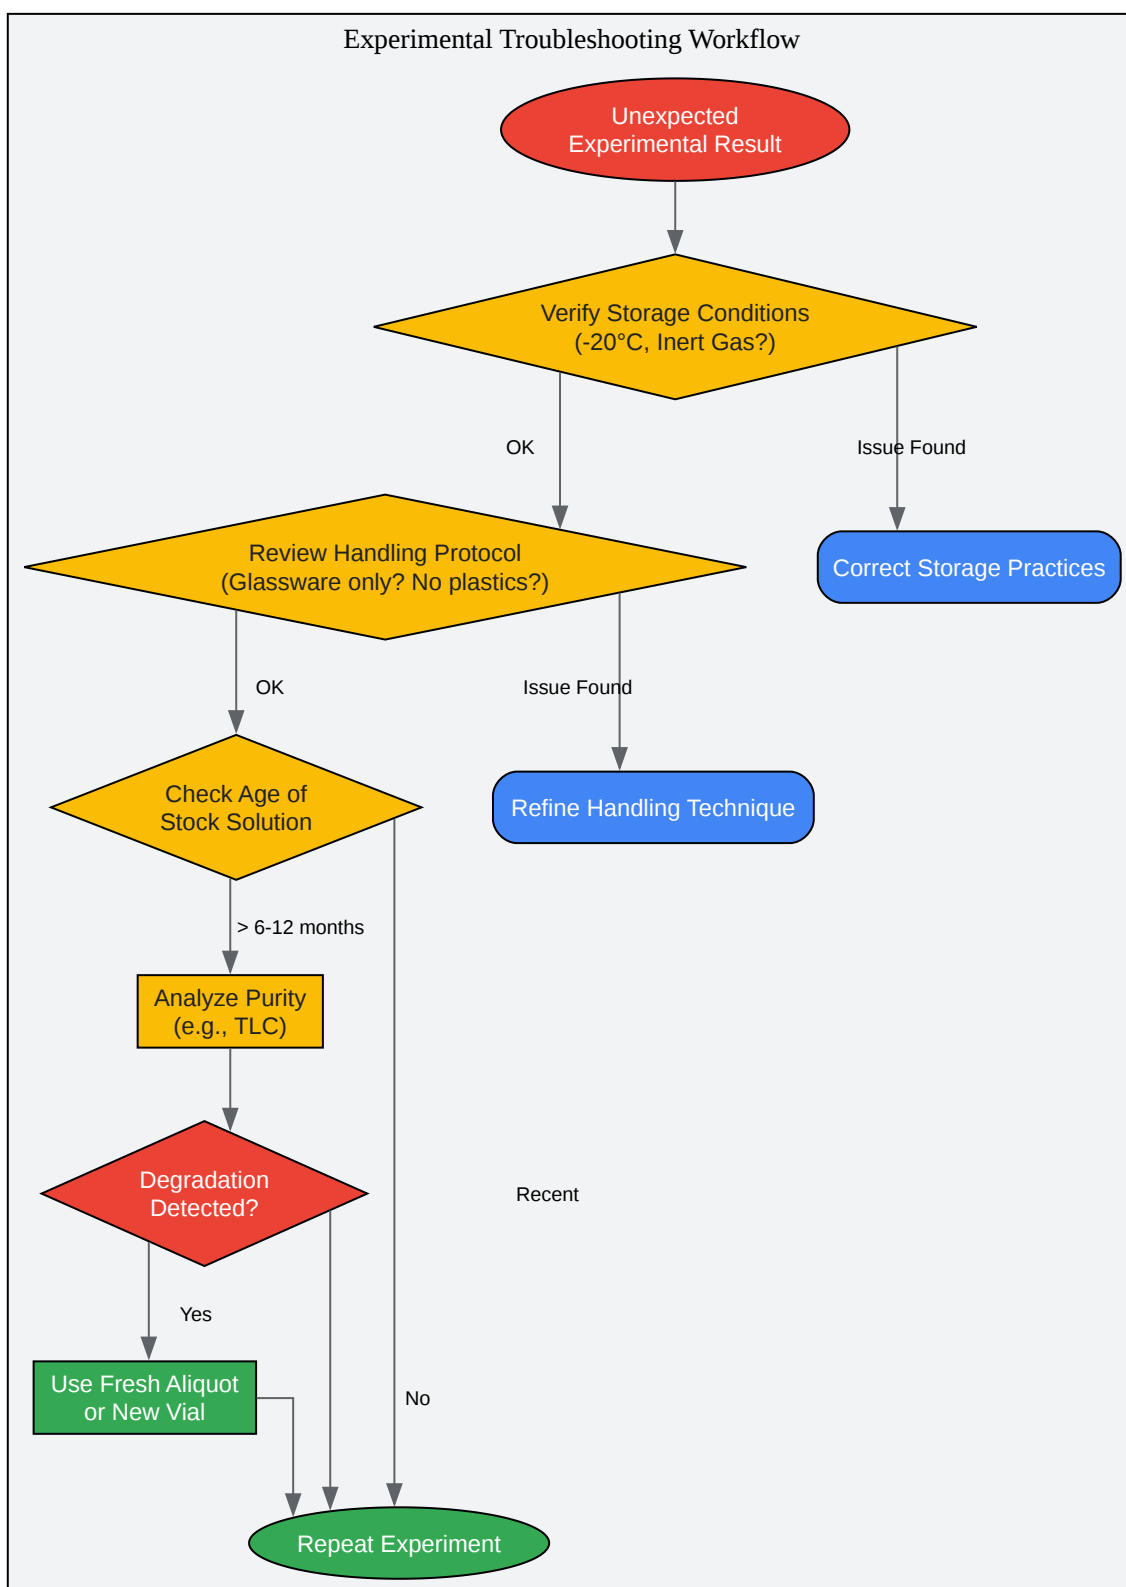 Experimental Troubleshooting Workflow
Unexpected
Experimental Result
Verify Storage Conditions
(-20°C, Inert Gas?)
OK
Issue Found
Review Handling Protocol
(Glassware only? No plastics?)
Correct Storage Practices
OK
Issue Found
Check Age of
Stock Solution
Refine Handling Technique
> 6-12 months
Analyze Purity
(e.g., TLC)
Degradation
Detected?
Recent
Yes
Use Fresh Aliquot
or New Vial
No
Repeat Experiment